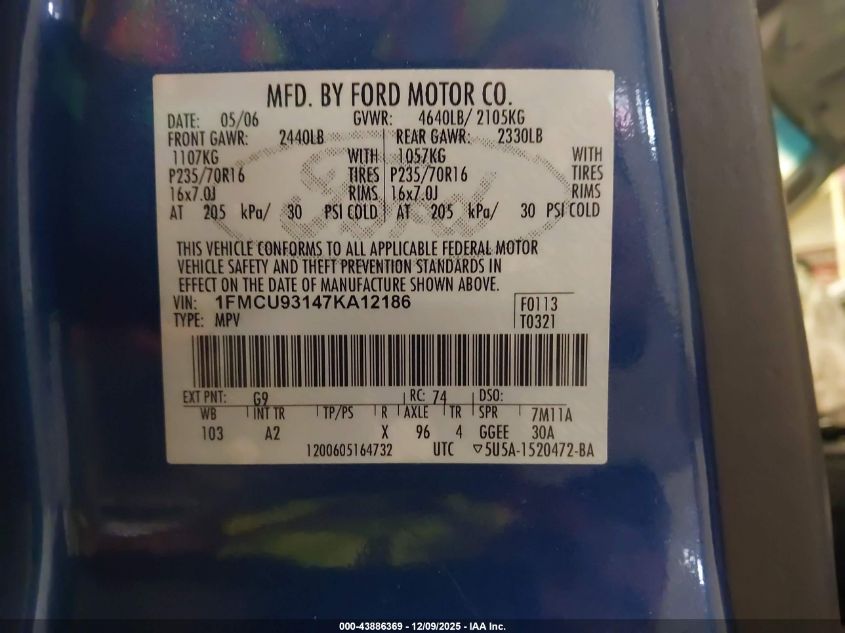 MFD. BY FORD MOTOR CO.
DATE: 05/06 GVWR: 4640LB/ 2105KG
FRONT GAWR: 2440LB REAR GAWR: 2330LB
1107KG WITH 1057KG WITH
P235/70R16 TIRES P235/70R16 TIRES
16x7.0J RIMS 16x7.0J RIMS
AT 205 kPa/ 30 PSI COLD AT 205 kPa/ 30 PSI COLD
Ford
THIS VEHICLE CONFORMS TO ALL APPLICABLE FEDERAL MOTOR
VEHICLE SAFETY AND THEFT PREVENTION STANDARDS IN
EFFECT ON THE DATE OF MANUFACTURE SHOWN ABOVE.
VIN: 1FMCU93147KA12186 F0113
TYPE: MPV T0321
EXT PNT: G9 RC: 74 DSO:
WB INT TR TP/PS R AXLE TR SPR 7M11A
103 A2 X 96 4 GGEE 30A
1200605164732 UTC ▽5U5A-1520472-BA
000-43886369 | 12/09/2025 - IAA Inc.